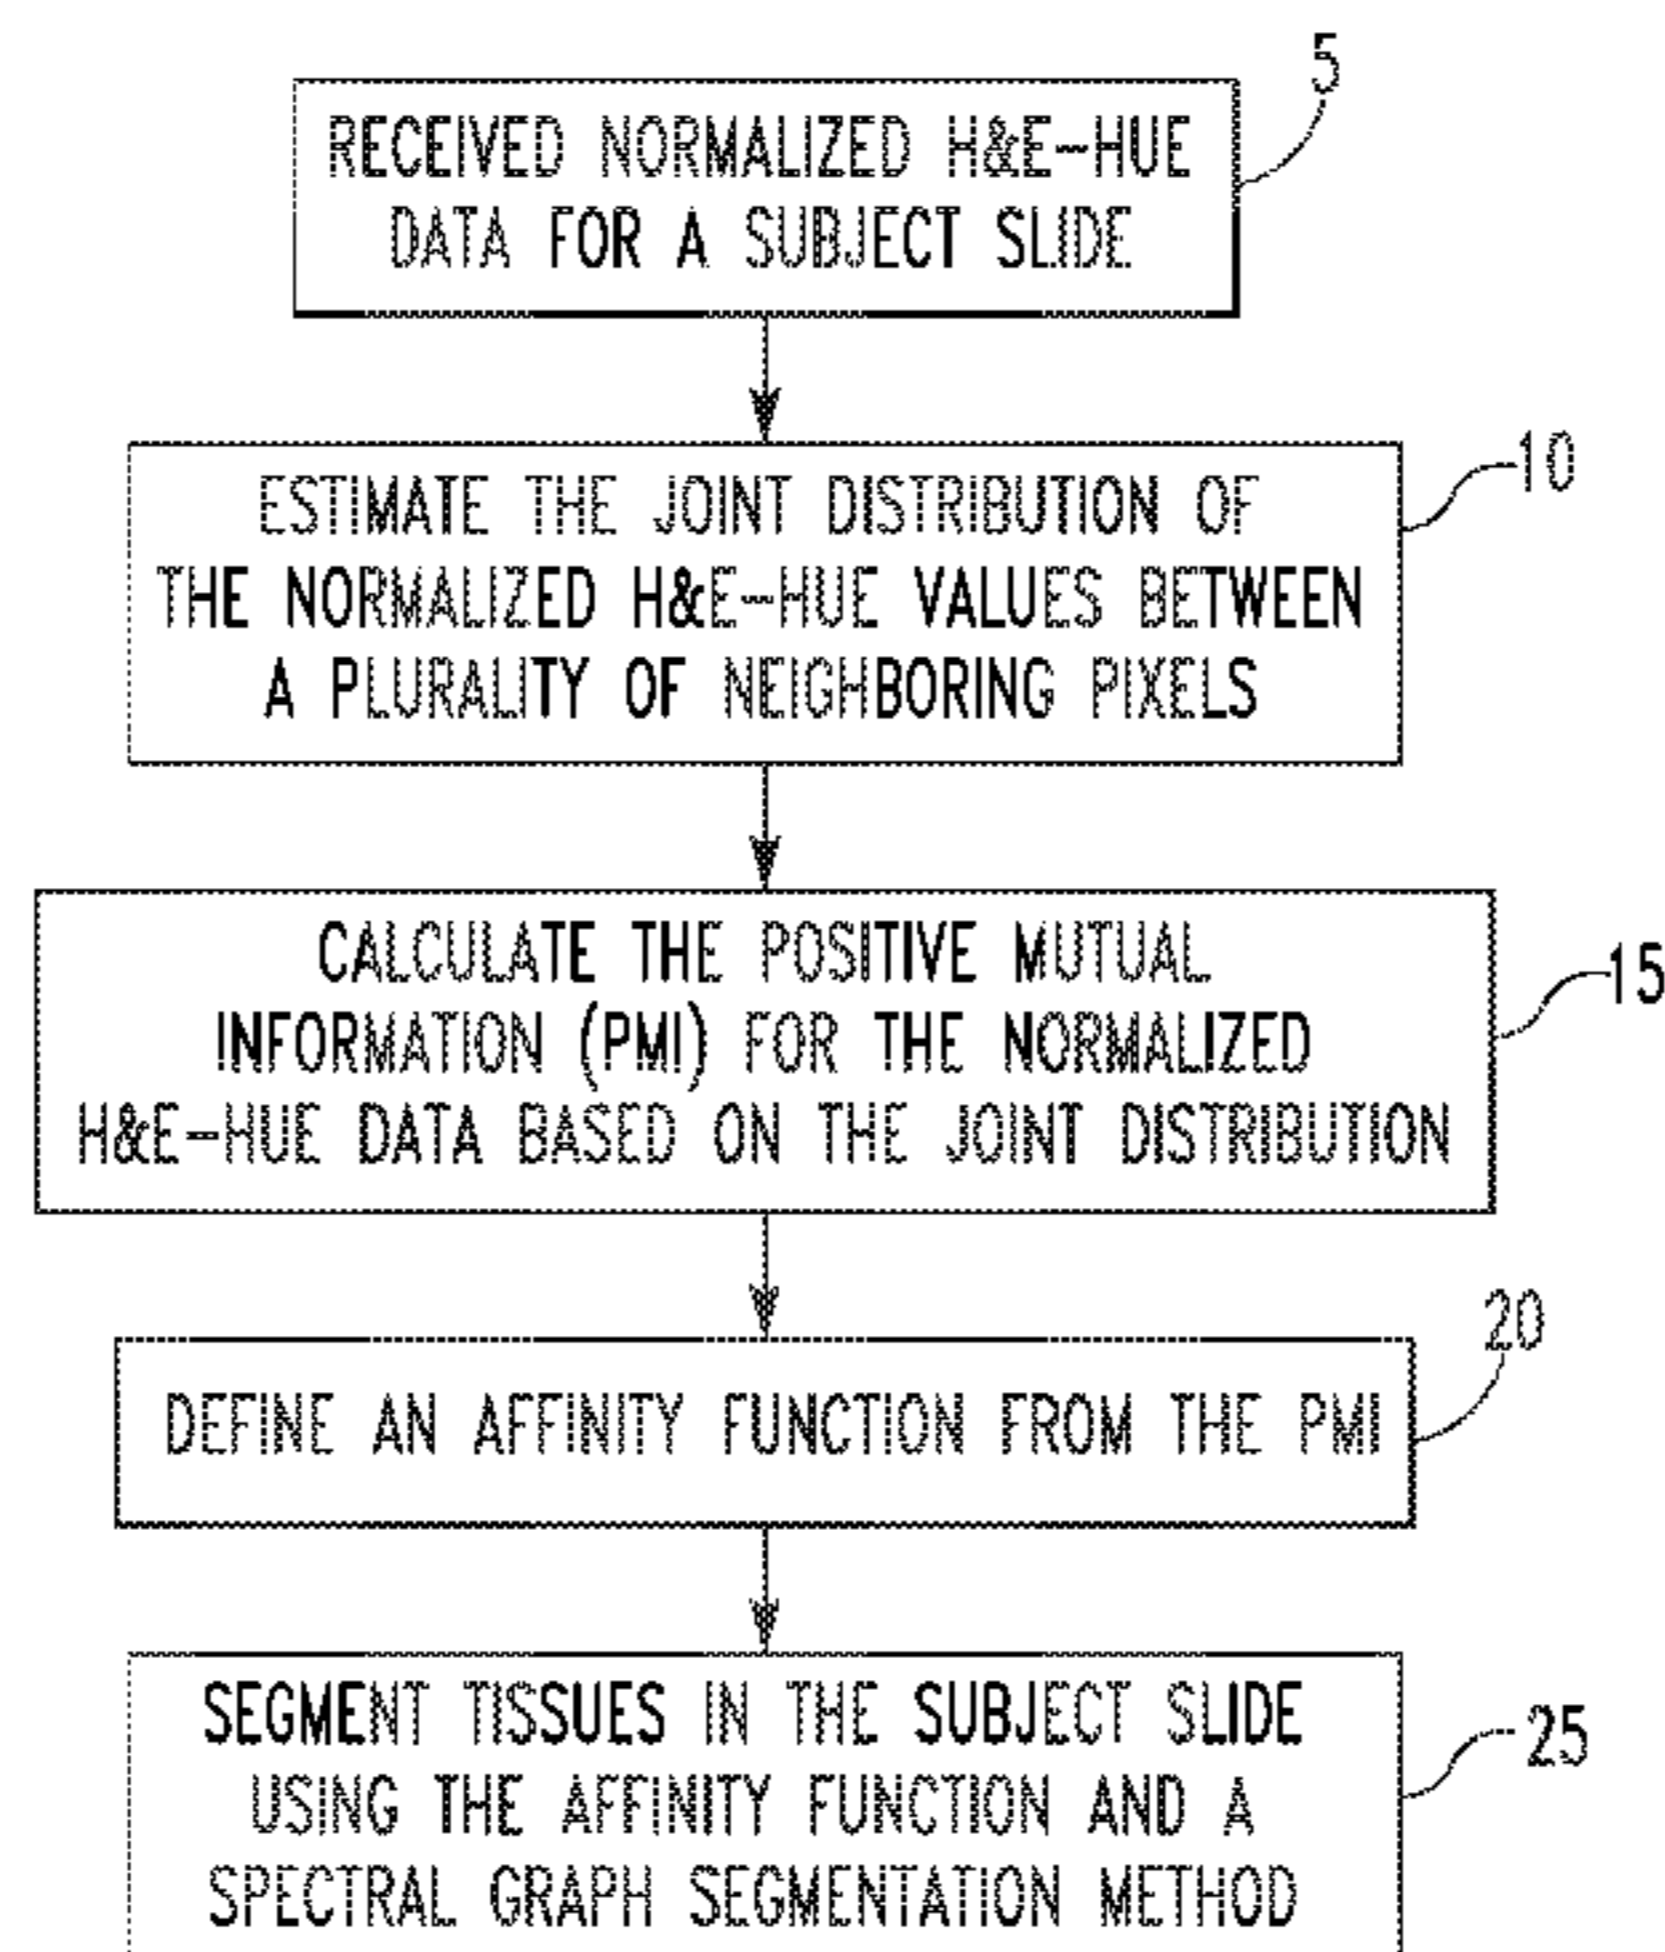 5
RECEIVED NORMALIZED H&E-HUE
DATA FOR A SUBJECT SLIDE
10
ESTIMATE THE JOINT DISTRIBUTION OF
THE NORMALIZED H&E-HUE VALUES BETWEEN
A PLURALITY OF NEIGHBORING PIXELS
15
CALCULATE THE POSITIVE MUTUAL
INFORMATION (PMI) FOR THE NORMALIZED
H&E-HUE DATA BASED ON THE JOINT DISTRIBUTION
20
DEFINE AN AFFINITY FUNCTION FROM THE PMI
25
SEGMENT TISSUES IN THE SUBJECT SLIDE
USING THE AFFINITY FUNCTION AND A
SPECTRAL GRAPH SEGMENTATION METHOD